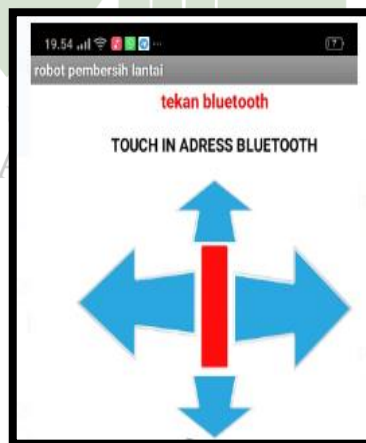 19.54
robot pembersih lantai
tekan bluetooth
TOUCH IN ADRESS BLUETOOTH